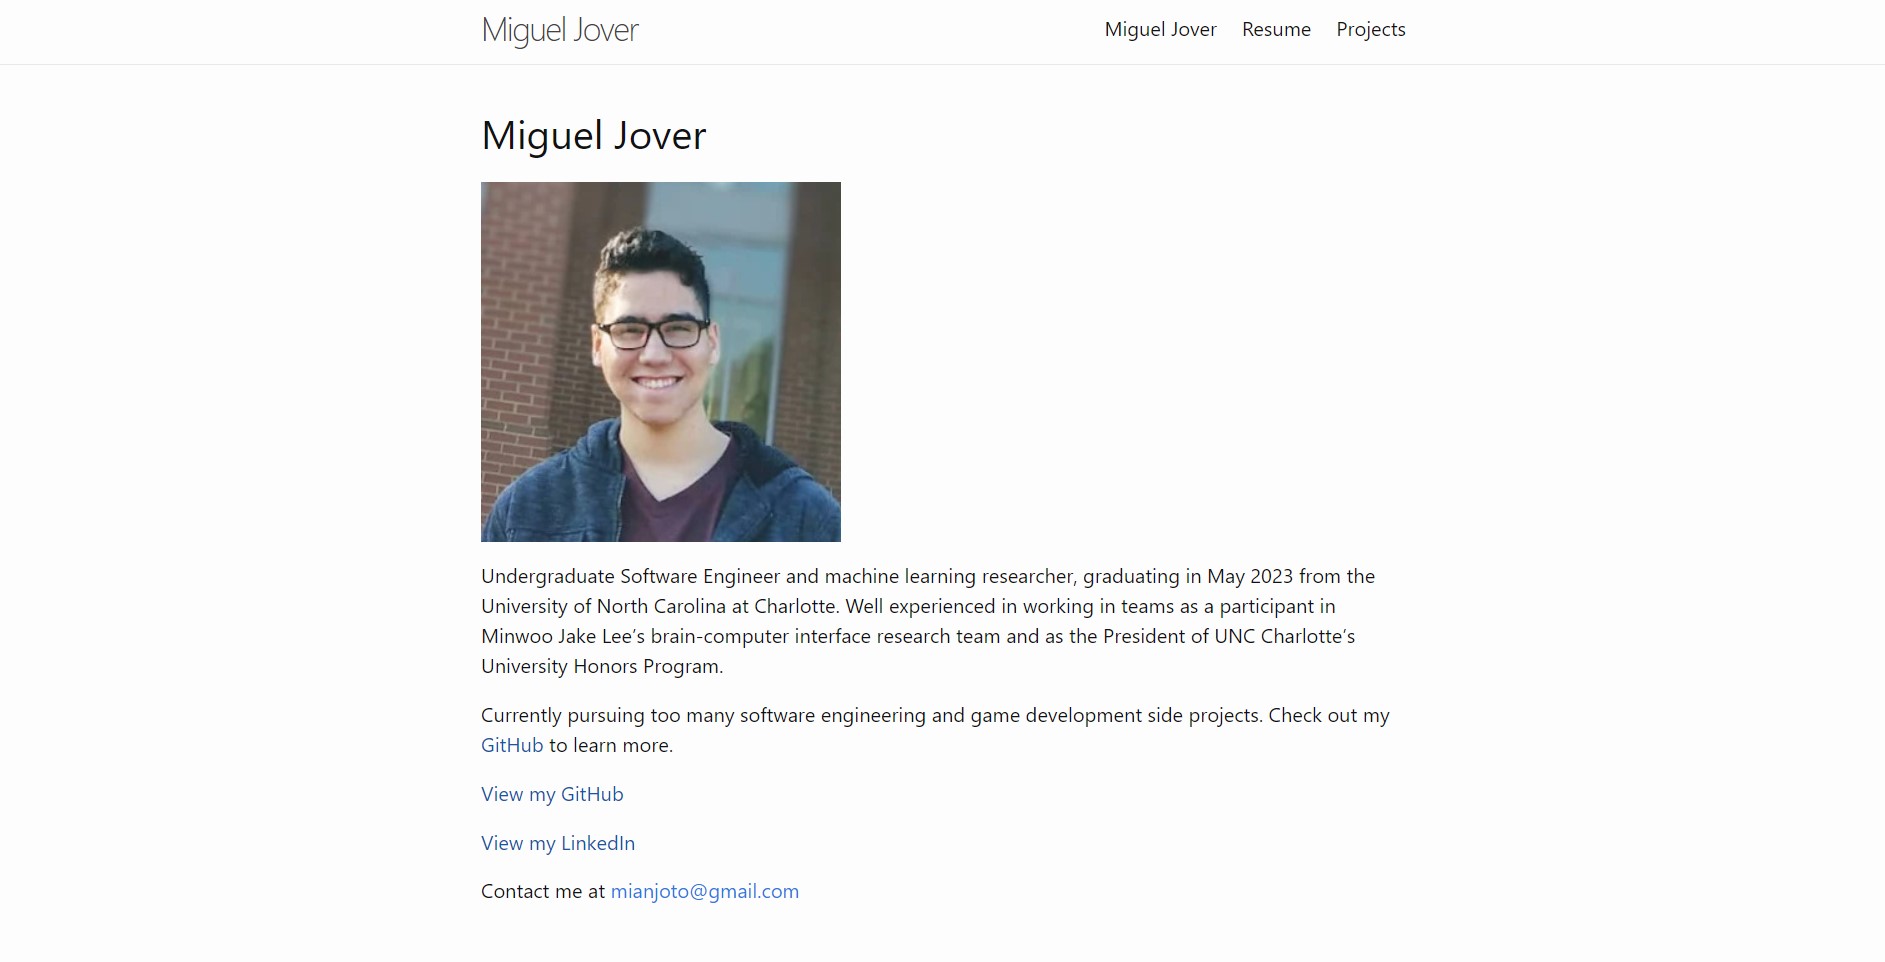 Miguel Jover
Miguel Jover Resume Projects
Miguel Jover
Undergraduate Software Engineer and machine learning researcher, graduating in May 2023 from the
University of North Carolina at Charlotte. Well experienced in working in teams as a participant in
Minwoo Jake Lee’s brain-computer interface research team and as the President of UNC Charlotte’s
University Honors Program.
Currently pursuing too many software engineering and game development side projects. Check out my
GitHub to learn more.
View my GitHub
View my LinkedIn
Contact me at mianjoto@gmail.com